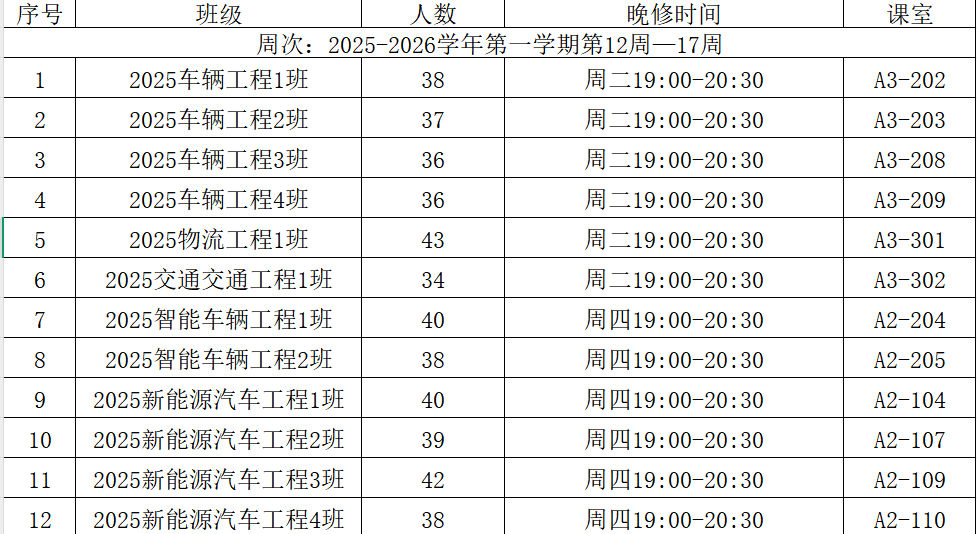 序号 班级 人数 晚修时间 课室
周次：2025-2026学年第一学期第12周—17周
1 2025车辆工程1班 38 周二19:00-20:30 A3-202
2 2025车辆工程2班 37 周二19:00-20:30 A3-203
3 2025车辆工程3班 36 周二19:00-20:30 A3-208
4 2025车辆工程4班 36 周二19:00-20:30 A3-209
5 2025物流工程1班 43 周二19:00-20:30 A3-301
6 2025交通交通工程1班 34 周二19:00-20:30 A3-302
7 2025智能车辆工程1班 40 周四19:00-20:30 A2-204
8 2025智能车辆工程2班 38 周四19:00-20:30 A2-205
9 2025新能源汽车工程1班 40 周四19:00-20:30 A2-104
10 2025新能源汽车工程2班 39 周四19:00-20:30 A2-107
11 2025新能源汽车工程3班 42 周四19:00-20:30 A2-109
12 2025新能源汽车工程4班 38 周四19:00-20:30 A2-110